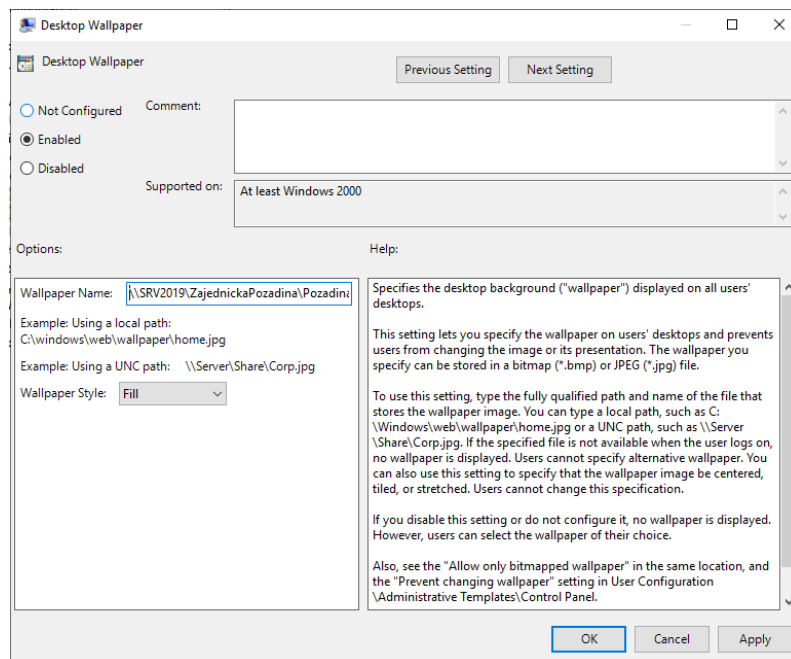 Desktop Wallpaper
Desktop Wallpaper
Previous Setting
Next Setting
Not Configured
Comment:
Enabled
Disabled
Supported on:
At least Windows 2000
Options:
Help:
Wallpaper Name: \\SRV2019\ZajednickaPozadina\Pozadina
Example: Using a local path:
C:\windows\web\wallpaper\home.jpg
Example: Using a UNC path: \\Server\Share\Corp.jpg
Wallpaper Style: Fill
Specifies the desktop background ("wallpaper") displayed on all users'
desktops.
This setting lets you specify the wallpaper on users' desktops and prevents
users from changing the image or its presentation. The wallpaper you
specify can be stored in a bitmap (*.bmp) or JPEG (*.jpg) file.
To use this setting, type the fully qualified path and name of the file that
stores the wallpaper image. You can type a local path, such as C:
\Windows\web\wallpaper\home.jpg or a UNC path, such as \\Server
\Share\Corp.jpg. If the specified file is not available when the user logs on,
no wallpaper is displayed. Users cannot specify alternative wallpaper. You
can also use this setting to specify that the wallpaper image be centered,
tiled, or stretched. Users cannot change this specification.
If you disable this setting or do not configure it, no wallpaper is displayed.
However, users can select the wallpaper of their choice.
Also, see the "Allow only bitmapped wallpaper" in the same location, and
the "Prevent changing wallpaper" setting in User Configuration
\Administrative Templates\Control Panel.
OK
Cancel
Apply